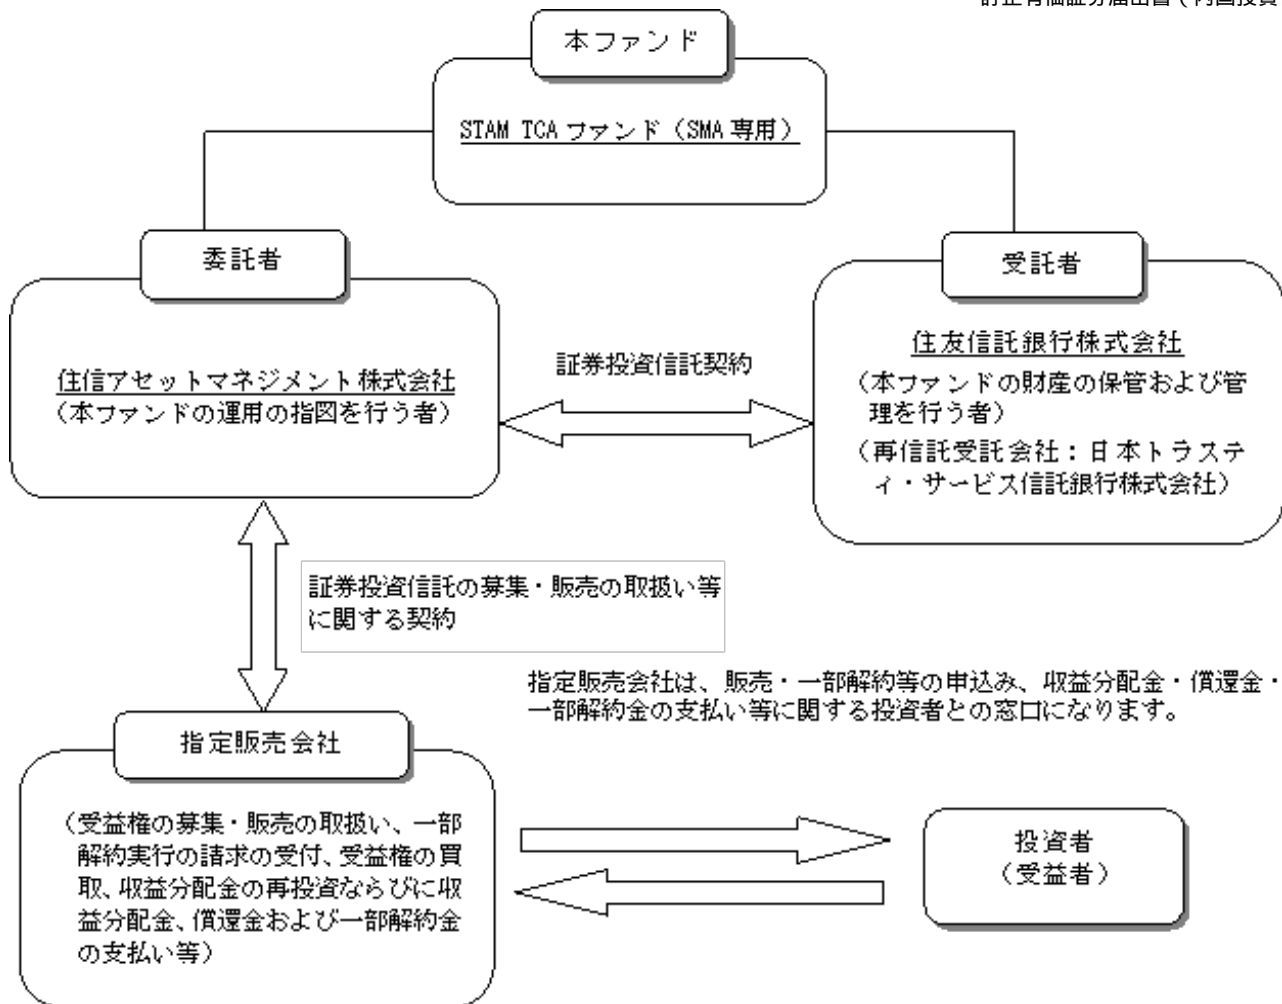 本ファンド
STAM TCA ファンド（SMA 専用）
委託者
受託者
住信アセットマネジメント株式会社
（本ファンドの運用の指図を行う者）
証券投資信託契約
住友信託銀行株式会社
（本ファンドの財産の保管および管
理を行う者）
（再信託受託会社：日本トラステ
ィ・サービス信託銀行株式会社）
証券投資信託の募集・販売の取扱い等
に関する契約
指定販売会社は、販売・一部解約等の申込み、収益分配金・償還金・
一部解約金の支払い等に関する投資者との窓口になります。
指定販売会社
（受益権の募集・販売の取扱い、一部
解約実行の請求の受付、受益権の買
取、収益分配金の再投資ならびに収
益分配金、償還金および一部解約金
の支払い等）
投資者
（受益者）